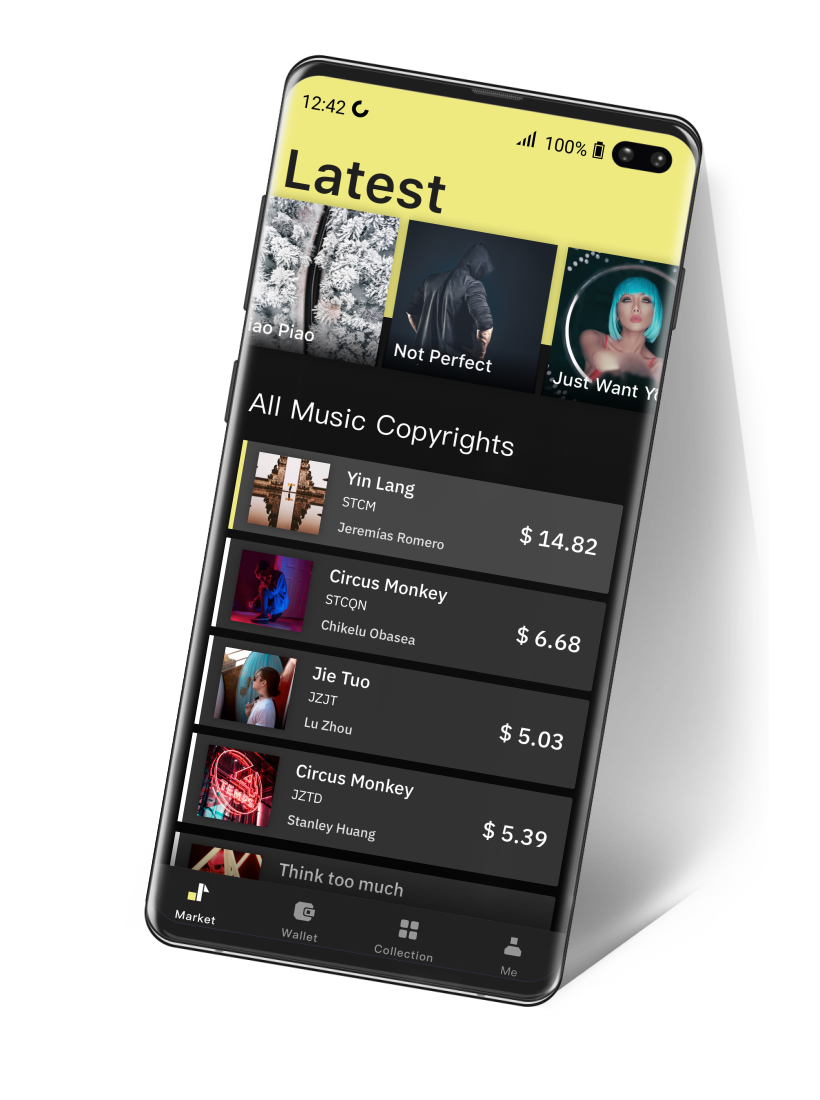 12:42
100%
Latest
iao Piao
Not Perfect
Just Want
All Music Copyrights
Yin Lang
STCM
Jeremías Romero
$ 14.82
Circus Monkey
STCQN
Chikelu Obasea
$ 6.68
Jie Tuo
JZJT
Lu Zhou
$ 5.03
Circus Monkey
JZTD
Stanley Huang
$ 5.39
Think too much
Market
Wallet
Collection
Me